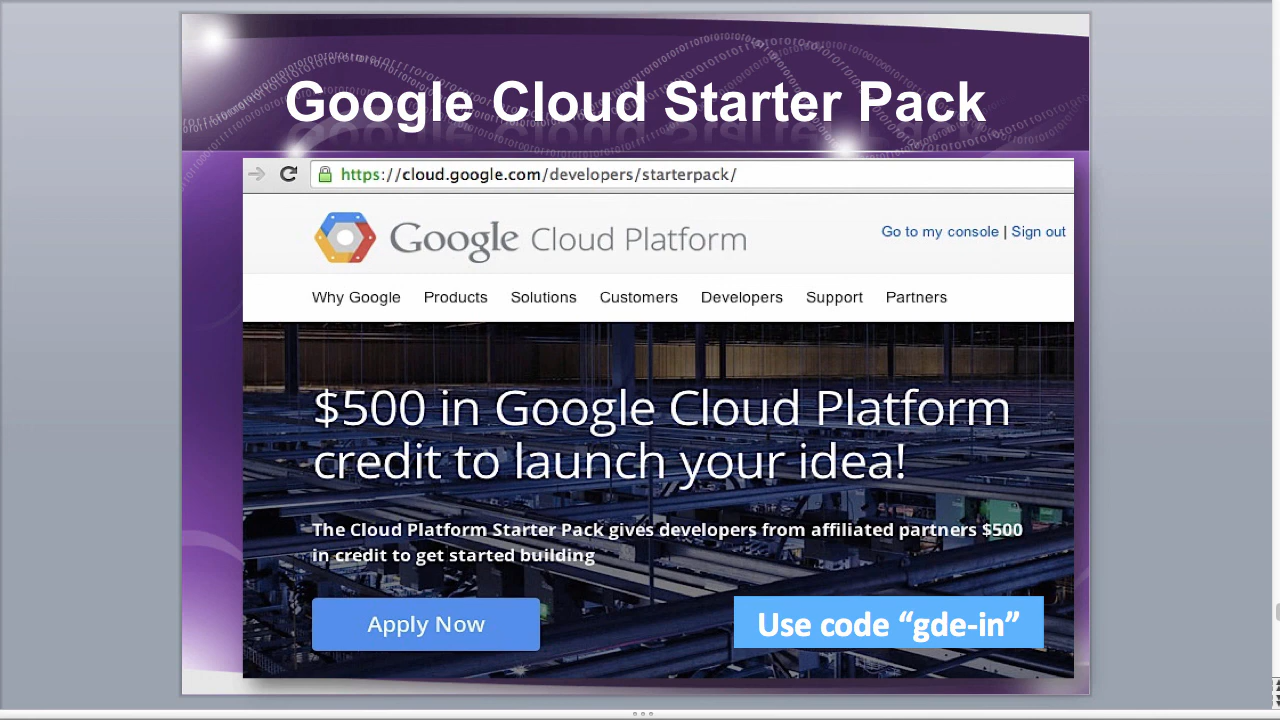 Google Cloud Starter Pack
https://cloud.google.com/developers/starterpack/
Google Cloud Platform
Go to my console | Sign out
Why Google Products Solutions Customers Developers Support Partners
$500 in Google Cloud Platform
credit to launch your idea!
The Cloud Platform Starter Pack gives developers from affiliated partners $500
in credit to get started building
Apply Now
Use code “gde-in”